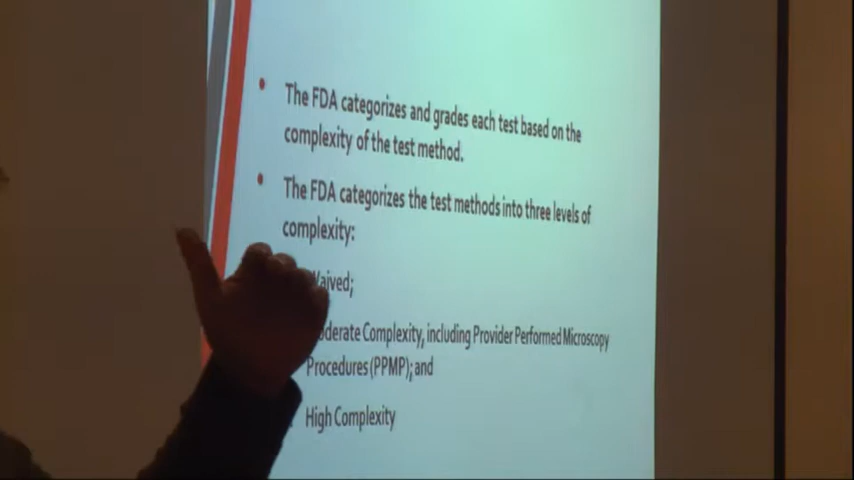 • The FDA categorizes and grades each test based on the
complexity of the test method.
• The FDA categorizes the test methods into three levels of
complexity:
Waived;
oderate Complexity, including Provider Performed Microscopy
Procedures (PPMP); and
High Complexity